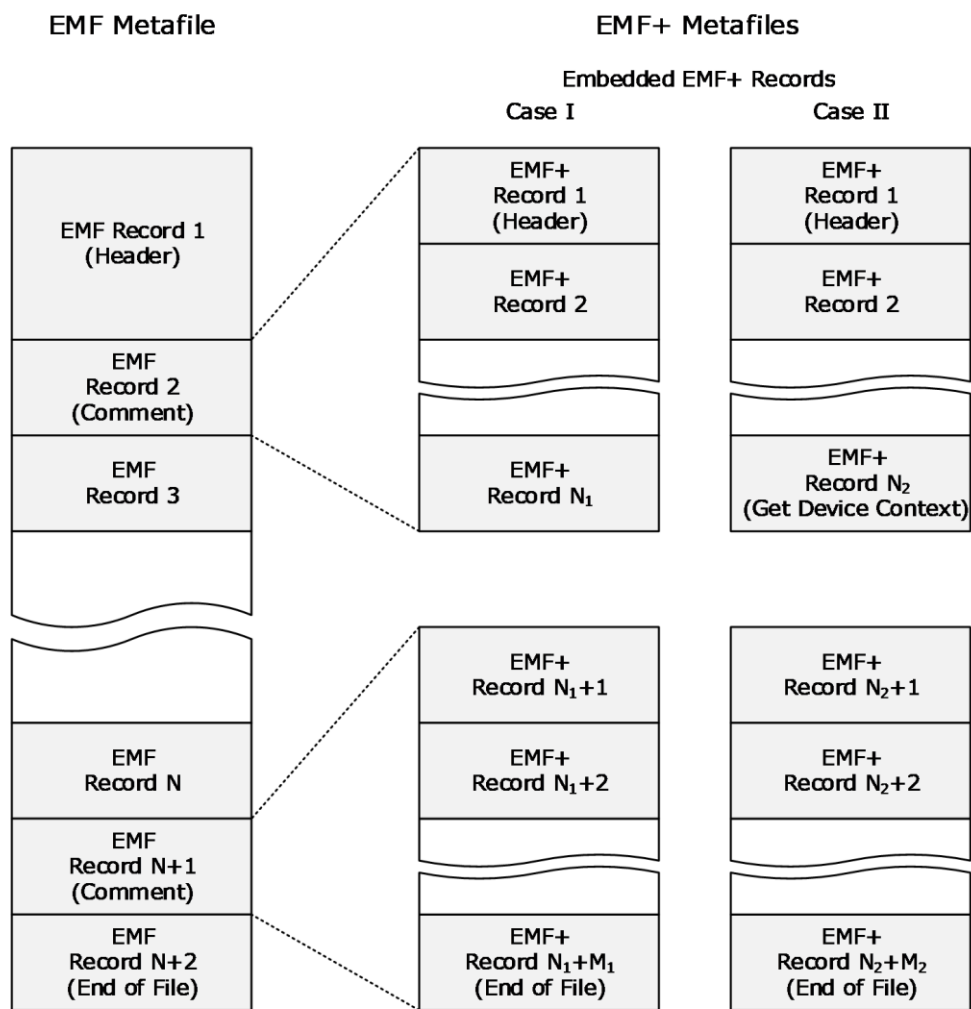 EMF Metafile
EMF+ Metafiles
Embedded EMF+ Records
Case I
Case II
EMF Record 1
(Header)
EMF
Record 2
(Comment)
EMF
Record 3
EMF
Record N
EMF
Record N+1
(Comment)
EMF
Record N+2
(End of File)
EMF+
Record 1
(Header)
EMF+
Record 2
EMF+
Record N₁
EMF+
Record N₁+1
EMF+
Record N₁+2
EMF+
Record N₁+M₁
(End of File)
EMF+
Record 1
(Header)
EMF+
Record 2
EMF+
Record N₂
(Get Device Context)
EMF+
Record N₂+1
EMF+
Record N₂+2
EMF+
Record N₂+M₂
(End of File)